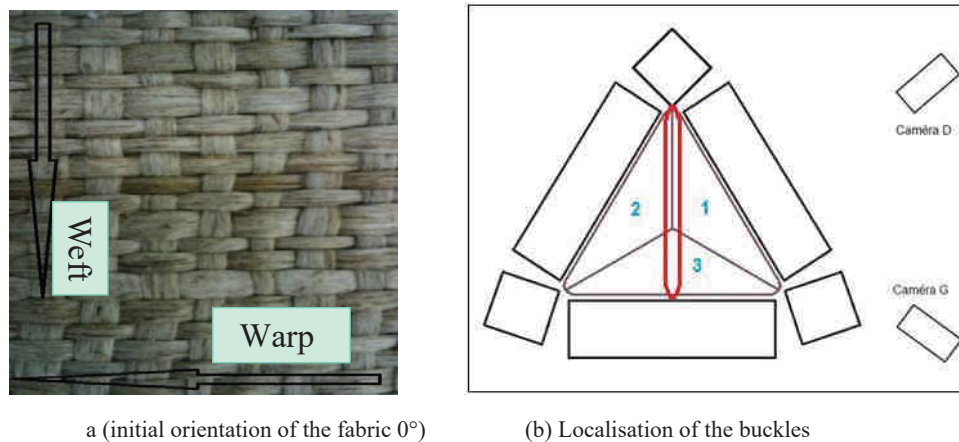 Weft
Warp
Caméra D
2
1
3
Caméra G
a (initial orientation of the fabric 0°)
(b) Localisation of the buckles